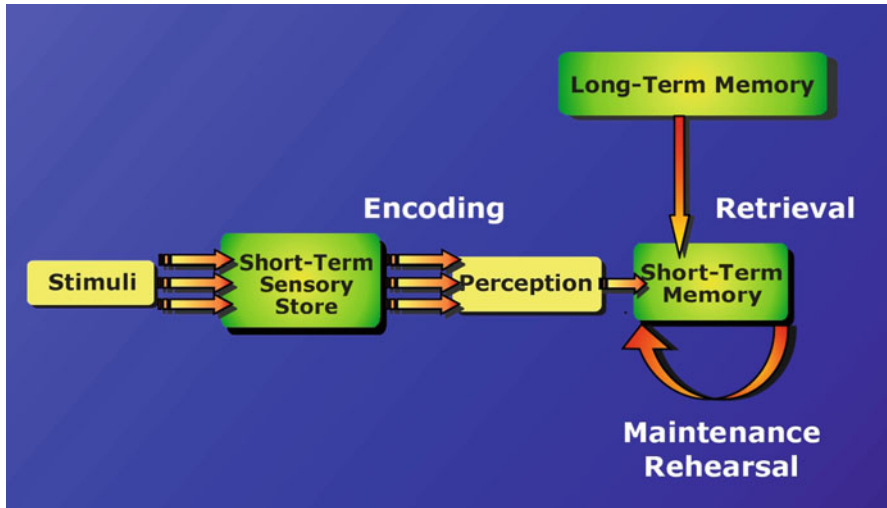 Long-Term Memory
Encoding
Retrieval
Stimuli
Short-Term
Sensory
Store
Perception
Short-Term
Memory
Maintenance
Rehearsal